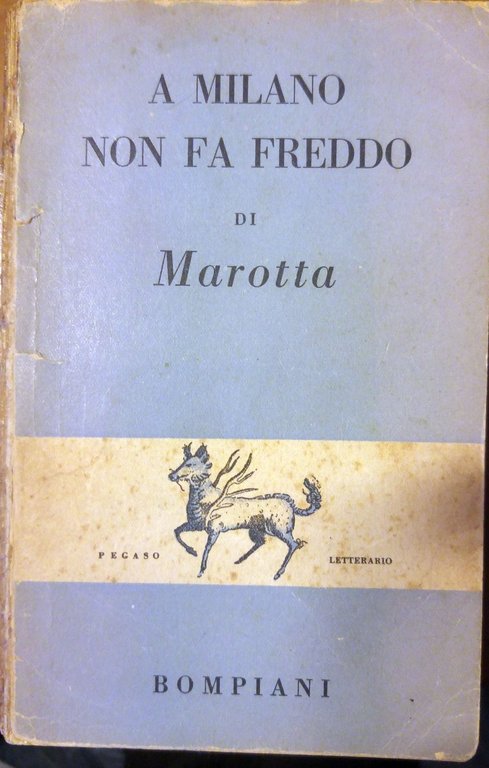 A MILANO
NON FA FREDDO
DI
Marotta
PEGASO LETTERARIO
BOMPIANI